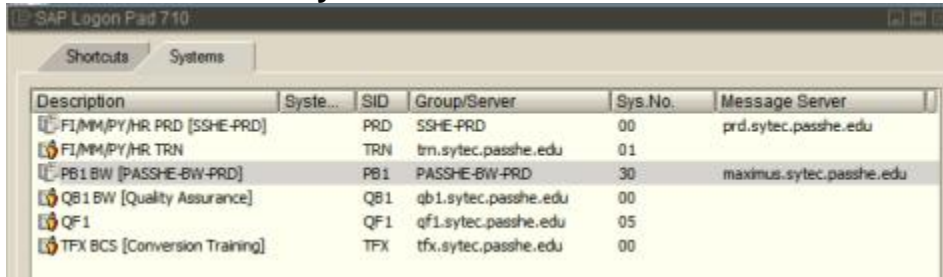 SAP Logon Pad 710
Shortcuts Systems
Description Syste... SID Group/Server Sys.No. Message Server
FI/MM/PY/HR PRD [SSHE-PRD] PRD SSHE-PRD 00 prd.sytec.passhe.edu
FI/MM/PY/HR TRN TRN trn.sytec.passhe.edu 01
PB1 BW [PASSHE-BW-PRD] PB1 PASSHE-BW-PRD 30 maximus.sytec.passhe.edu
QB1 BW [Quality Assurance] QB1 qb1.sytec.passhe.edu 00
QF1 QF1 qf1.sytec.passhe.edu 05
TFX BCS [Conversion Training] TFX tfx.sytec.passhe.edu 00